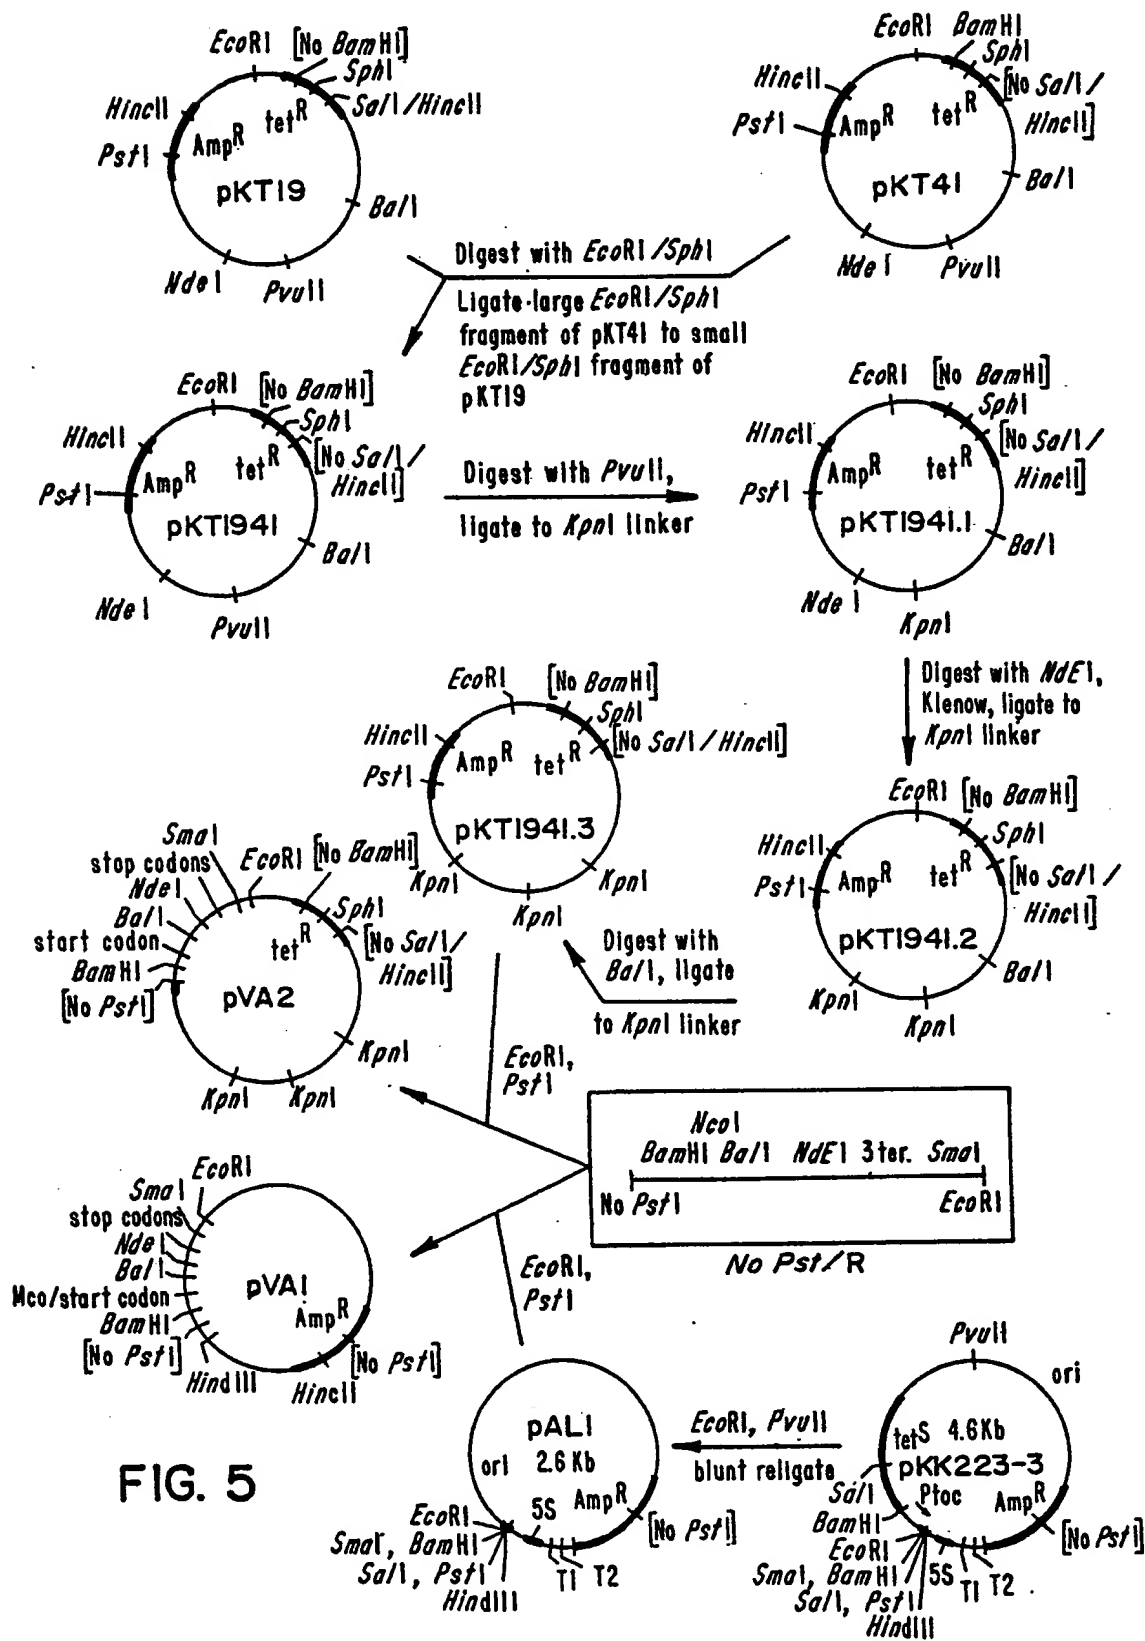 EcoRI [No BamHI]
SphI
SalI/HincII
HincII
AmpR tetR
PstI
pKT19
BalI
NdeI PvuII
EcoRI BamHI
SphI
[No SalI/
HincII]
HincII
PstI
AmpR tetR
pKT41
BalI
NdeI PvuII
Digest with EcoRI/SphI
Ligate-large EcoRI/SphI
fragment of pKT41 to small
EcoRI/SphI fragment of
pKT19
EcoRI [No BamHI]
SphI
[No SalI/
HincII]
HincII
PstI
AmpR tetR
pKT1941
BalI
NdeI
PvuII
Digest with PvuII,
ligate to KpnI linker
EcoRI [No BamHI]
SphI
[No SalI/
HincII]
HincII
PstI
AmpR tetR
pKT1941.1
BalI
NdeI
KpnI
Digest with NdEI,
Klenow, ligate to
KpnI linker
EcoRI [No BamHI]
SphI
[No SalI/
HincII]
HincII
PstI
AmpR tetR
pKT1941.2
BalI
KpnI
KpnI
Digest with
BalI, ligate
to KpnI linker
EcoRI [No BamHI]
SphI
[No SalI/HincII]
HincII
PstI
AmpR tetR
pKT1941.3
KpnI
KpnI
KpnI
SmaI
stop codons
NdeI
BalI
start codon
BamHI
[No PstI]
EcoRI [No BamHI]
SphI
[No SalI/
HincII]
tetR
pVA2
KpnI
KpnI KpnI
EcoRI,
PstI
NcoI
BamHI BalI NdEI 3ter. SmaI
No PstI
EcoRI
No Pst/R
EcoRI
SmaI
stop codons
NdeI
BalI
Mco/start codon
BamHI
[No PstI]
HindIII
pVA1
AmpR
[No PstI]
HincII
EcoRI,
PstI
pAL1
ori 2.6 Kb
5S AmpR
[No PstI]
EcoRI
SmaI, BamHI
SalI, PstI
HindIII
T1 T2
EcoRI, PvuII
blunt religate
PvuII
ori
tetS 4.6Kb
pKK223-3
Ptoc
AmpR
[No PstI]
SalI
BamHI
EcoRI
SmaI, BamHI
SalI, PstI
HindIII
5S
T1 T2
FIG. 5